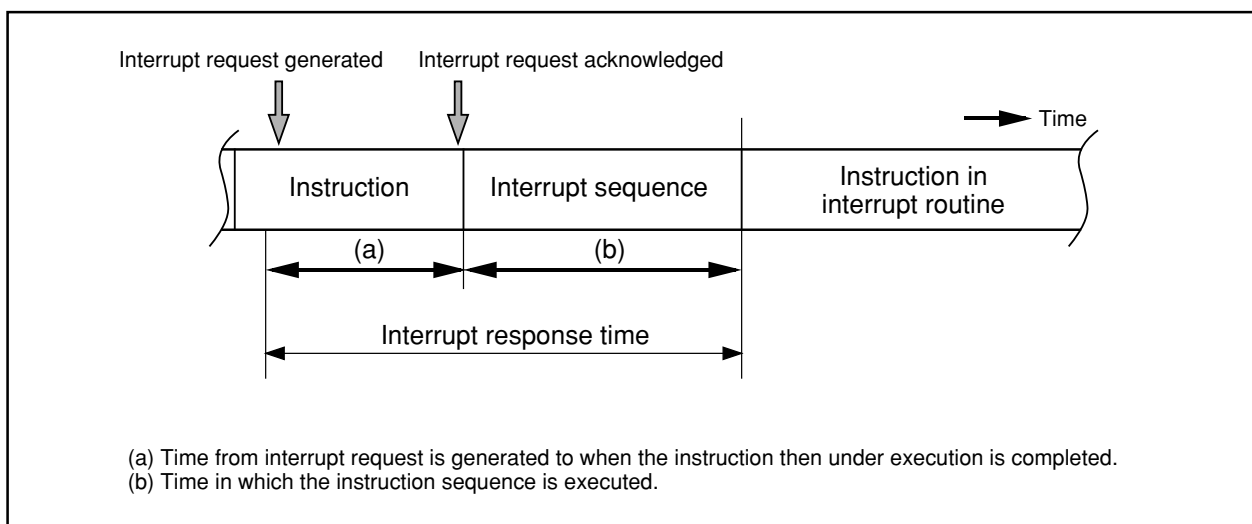 Interrupt request generated
Interrupt request acknowledged
Time
Instruction
Interrupt sequence
Instruction in
interrupt routine
(a)
(b)
Interrupt response time
(a) Time from interrupt request is generated to when the instruction then under execution is completed.
(b) Time in which the instruction sequence is executed.